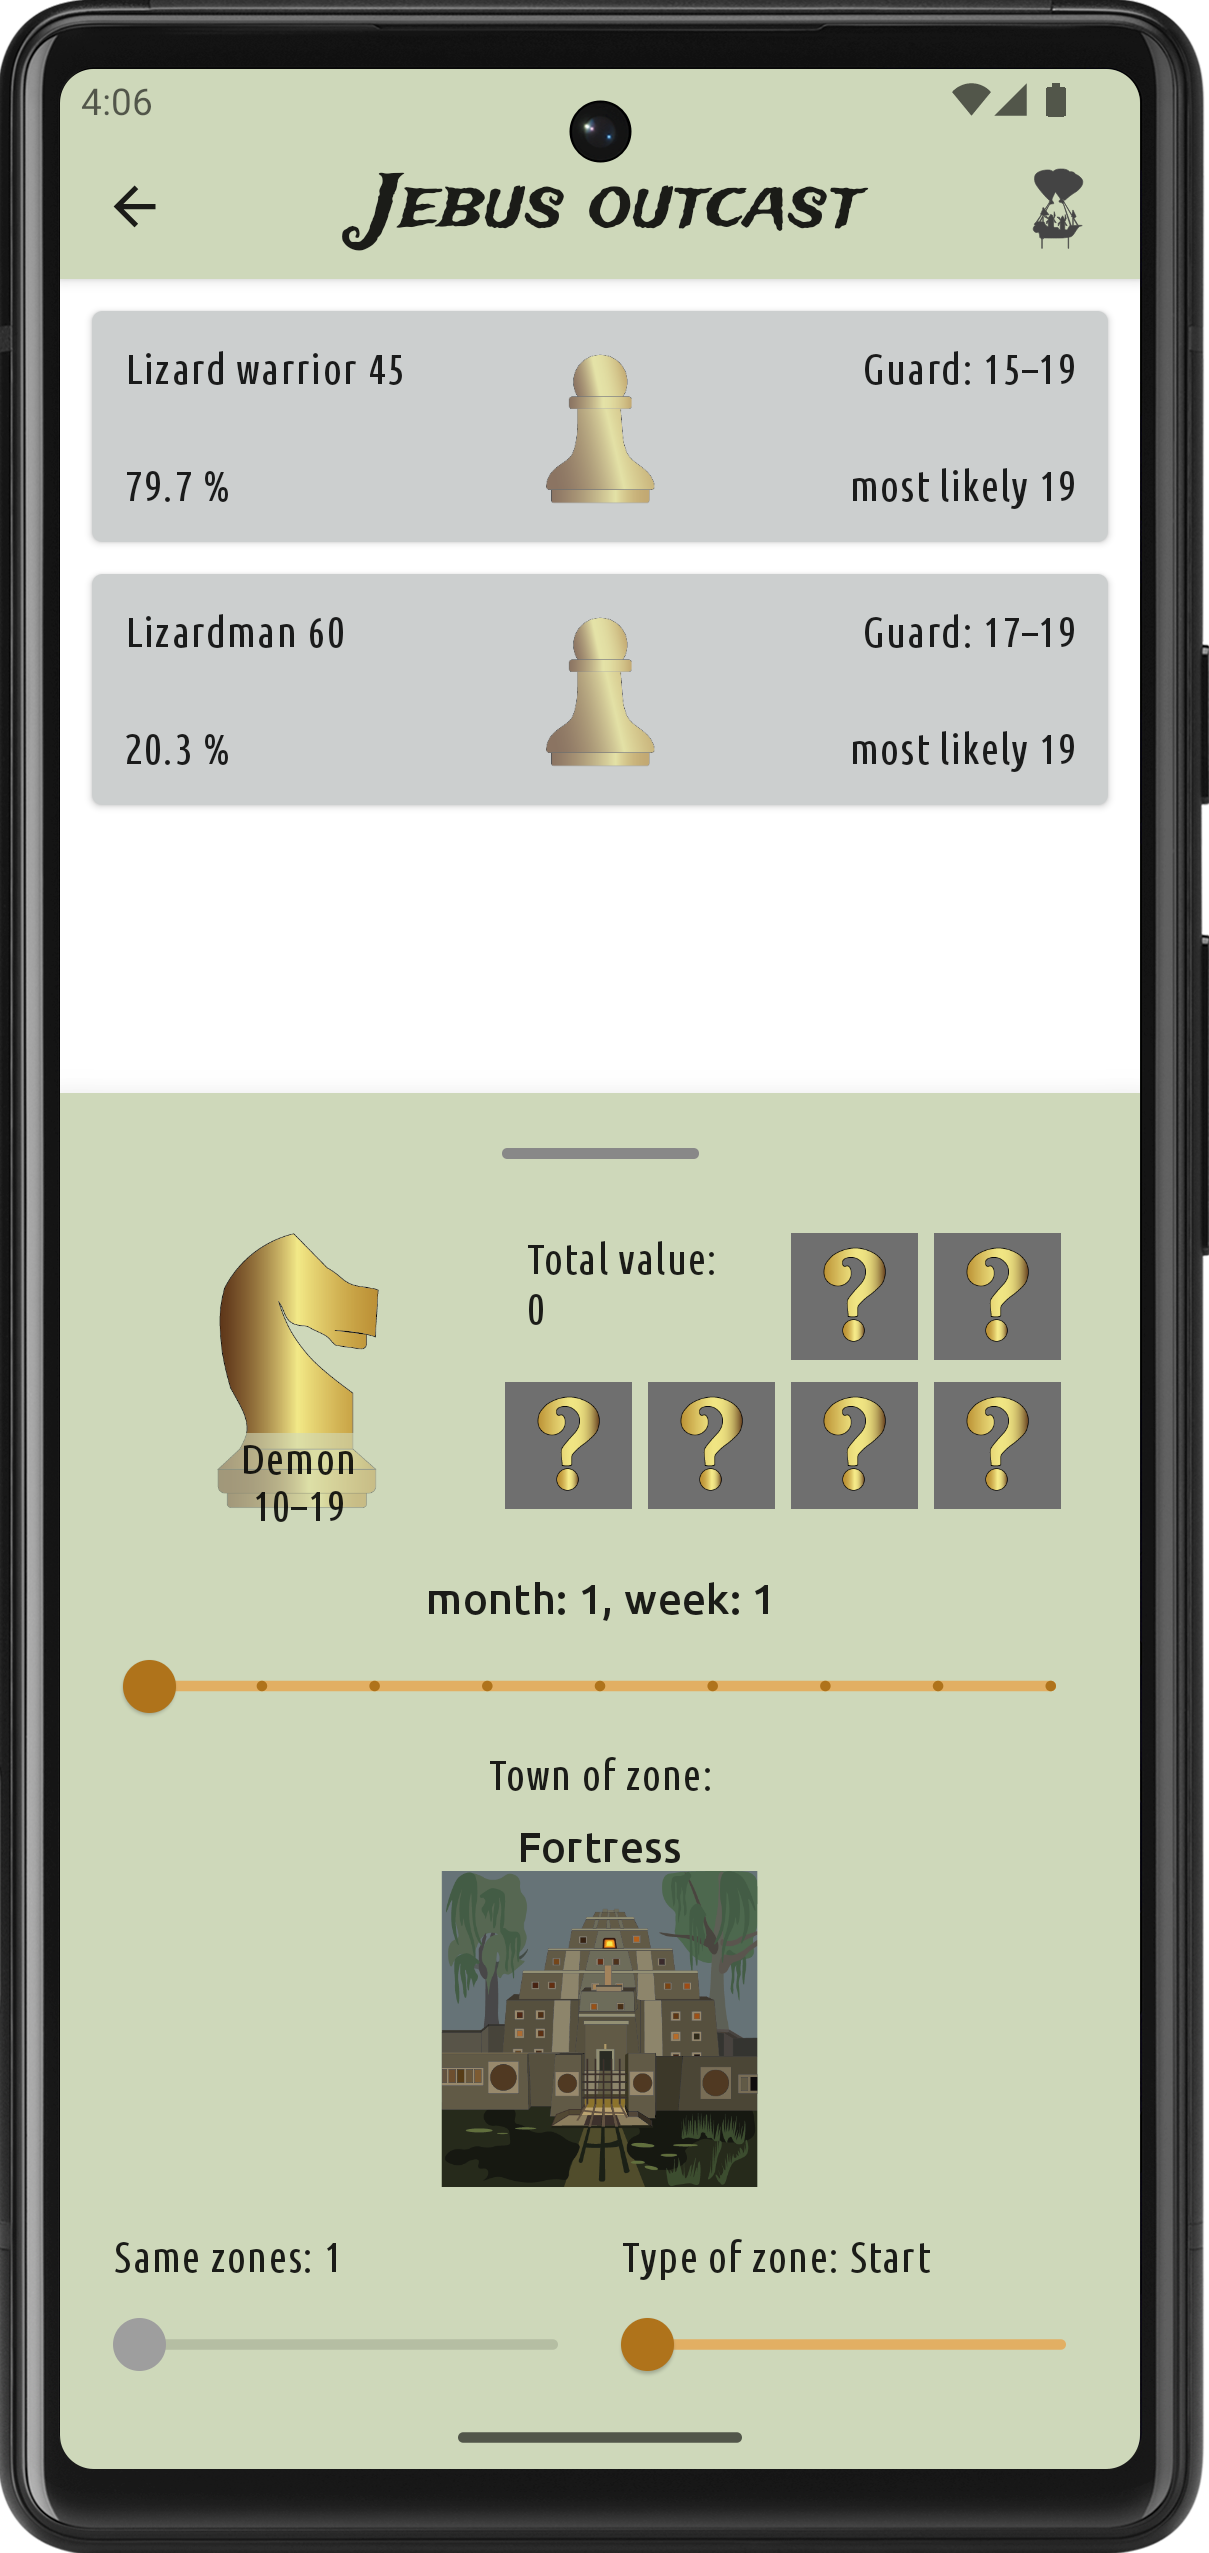 4:06
Jebus outcast
Lizard warrior 45
Guard: 15–19
79.7 %
most likely 19
Lizardman 60
Guard: 17–19
20.3 %
most likely 19
Total value:
0
? ?
? ? ? ?
Demon
10–19
month: 1, week: 1
Town of zone:
Fortress
Same zones: 1
Type of zone: Start